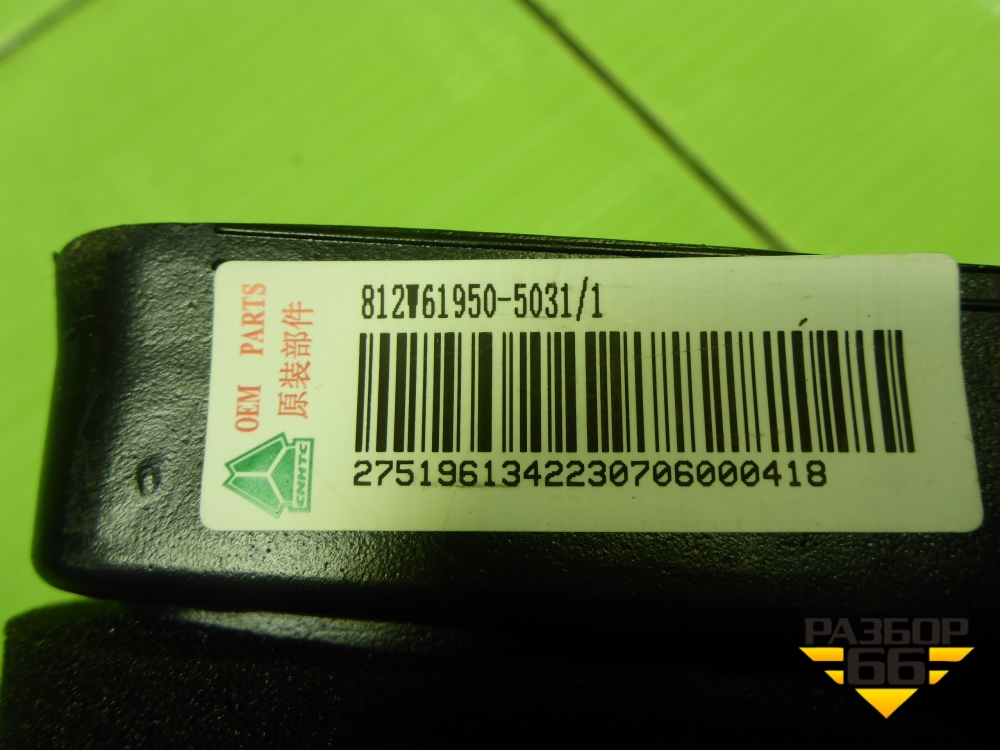 812W61950-5031/1
OEM PARTS
原装部件
CNHTC
2751961342230706000418
РАЗБОР
66